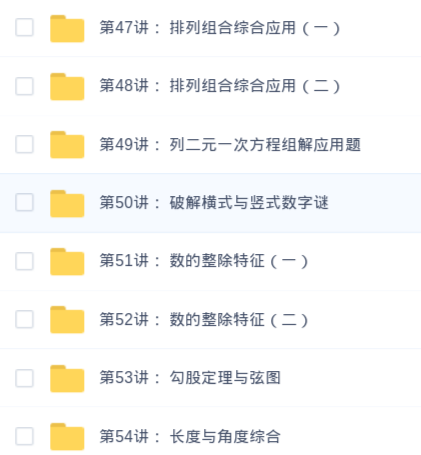 第47讲：排列组合综合应用（一）
第48讲：排列组合综合应用（二）
第49讲：列二元一次方程组解应用题
第50讲：破解横式与竖式数字谜
第51讲：数的整除特征（一）
第52讲：数的整除特征（二）
第53讲：勾股定理与弦图
第54讲：长度与角度综合